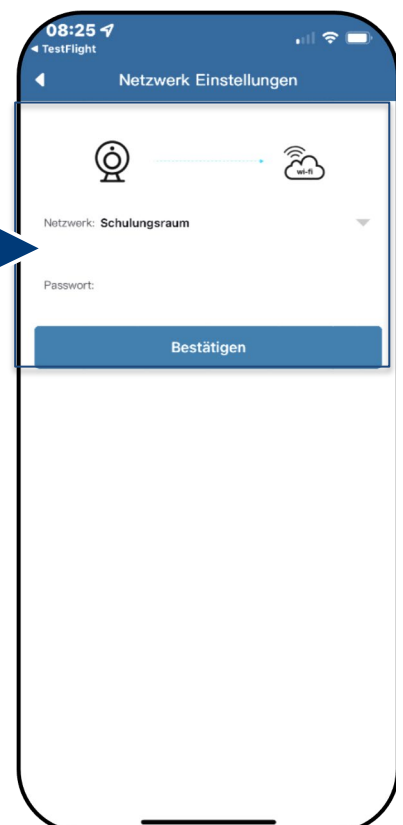 08:25
◀ TestFlight
Netzwerk Einstellungen
wi-fi
Netzwerk: Schulungsraum
Passwort:
Bestätigen